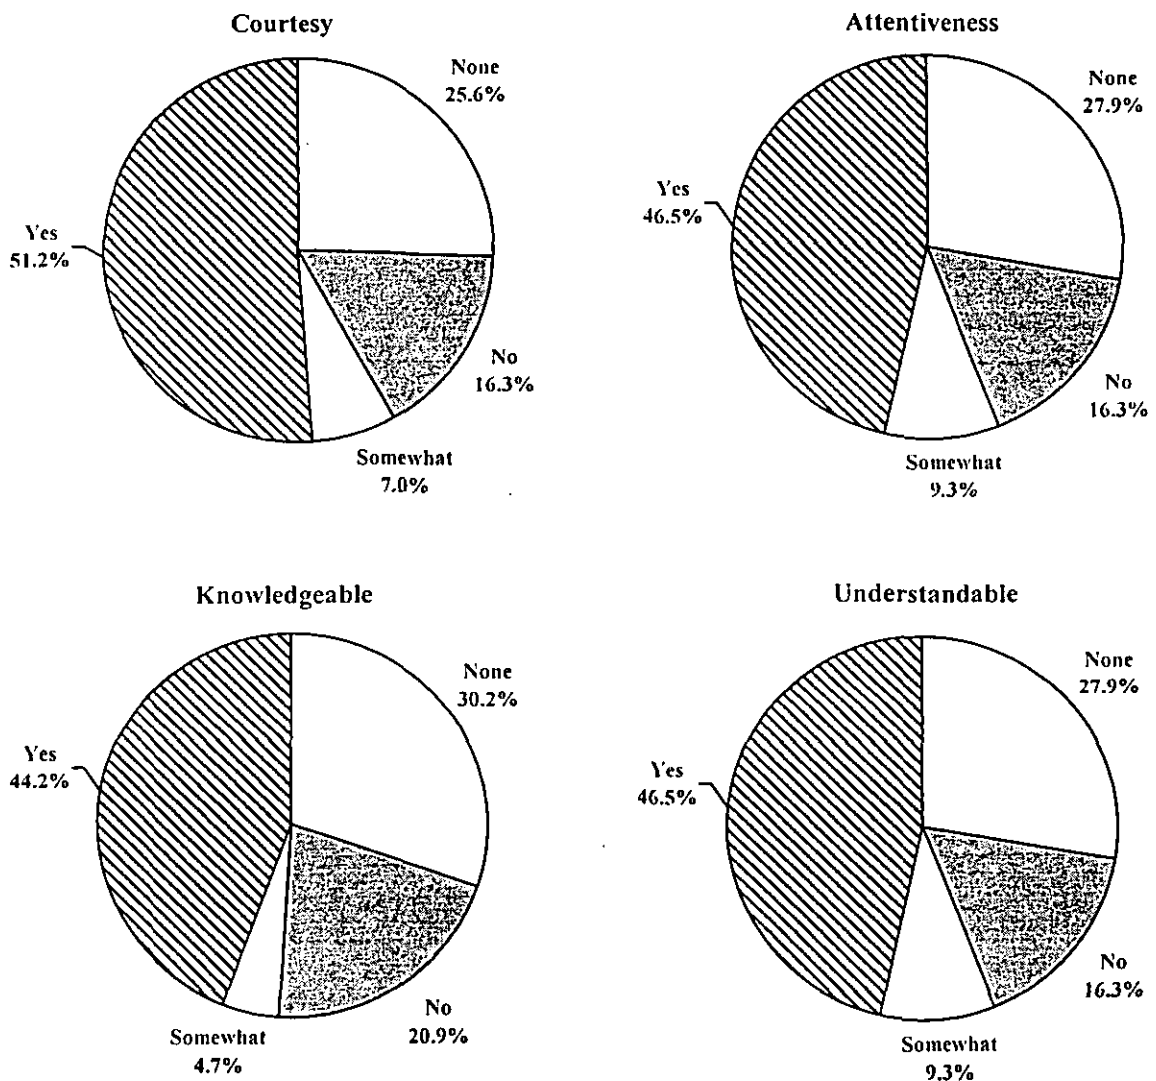 Courtesy
None
25.6%
Yes
51.2%
No
16.3%
Somewhat
7.0%
Attentiveness
None
27.9%
Yes
46.5%
No
16.3%
Somewhat
9.3%
Knowledgeable
None
30.2%
Yes
44.2%
No
20.9%
Somewhat
4.7%
Understandable
None
27.9%
Yes
46.5%
No
16.3%
Somewhat
9.3%